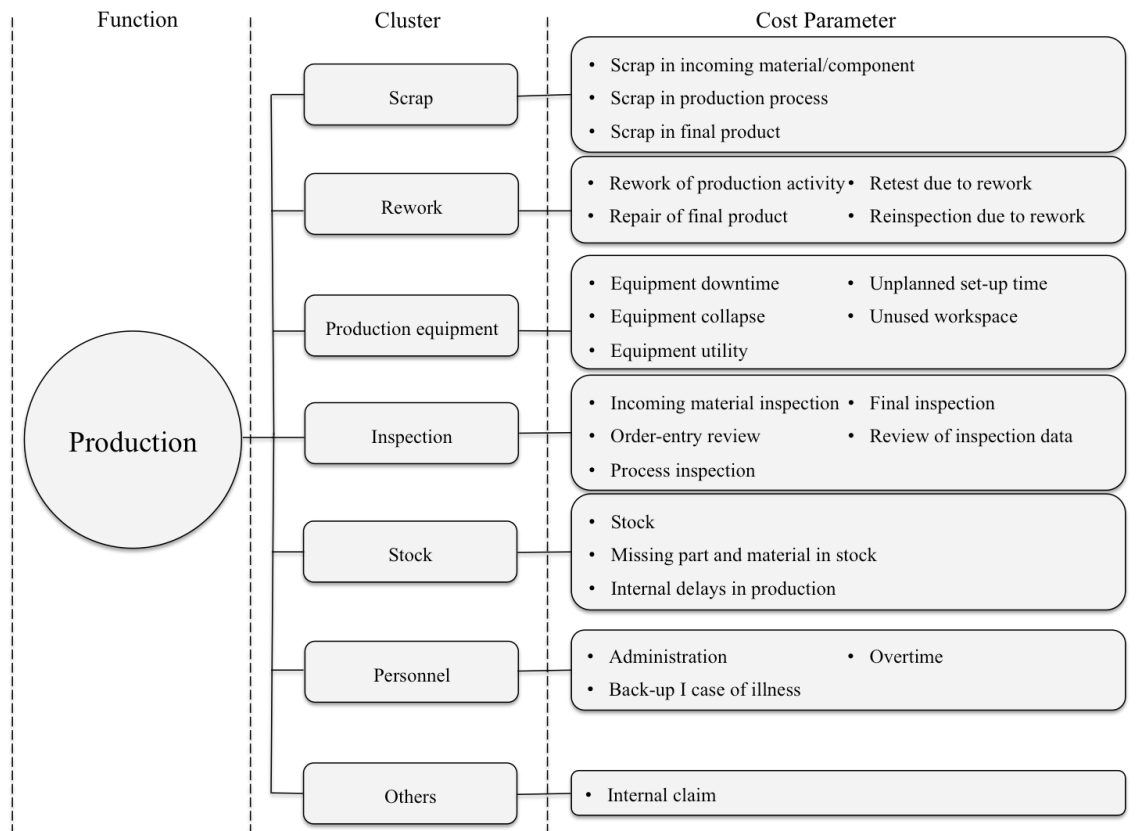 Function
Cluster
Cost Parameter
Production
Scrap
• Scrap in incoming material/component
• Scrap in production process
• Scrap in final product
Rework
• Rework of production activity
• Repair of final product
• Retest due to rework
• Reinspection due to rework
Production equipment
• Equipment downtime
• Equipment collapse
• Equipment utility
• Unplanned set-up time
• Unused workspace
Inspection
• Incoming material inspection
• Order-entry review
• Process inspection
• Final inspection
• Review of inspection data
Stock
• Stock
• Missing part and material in stock
• Internal delays in production
Personnel
• Administration
• Back-up I case of illness
• Overtime
Others
• Internal claim